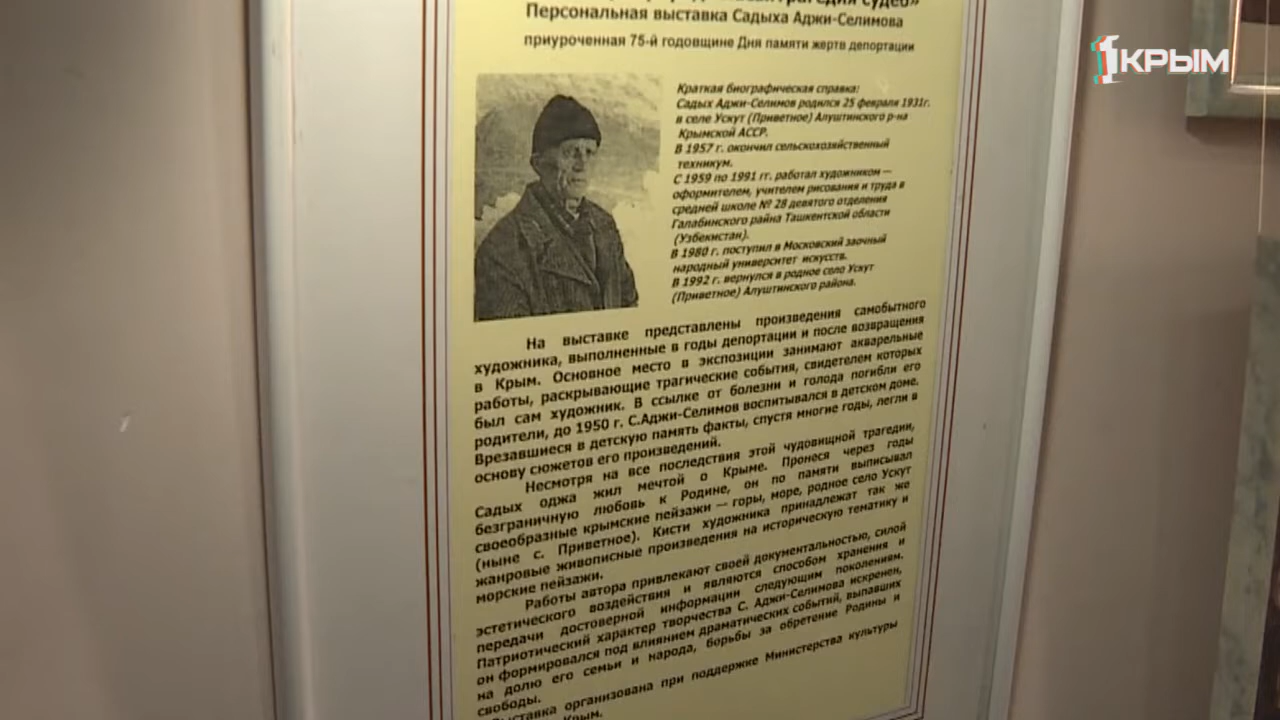 трагедия судеб»
Персональная выставка Садыха Аджи-Селимова
приуроченная 75-й годовщине Дня памяти жертв депортации
1КРЫМ
Краткая биографическая справка:
Садых Аджи-Селимов родился 25 февраля 1931г.
в селе Ускут (Приветное) Алуштинского р-на
Крымской АССР.
В 1957 г. окончил сельскохозяйственный
техникум.
С 1959 по 1991 гг. работал художником —
оформителем, учителем рисования и труда в
средней школе № 28 девятого отделения
Галабинского райна Ташкентской области
(Узбекистан).
В 1980 г. поступил в Московский заочный
народный университет искусств.
В 1992 г. вернулся в родное село Ускут
(Приветное) Алуштинского района.
На выставке представлены произведения самобытного
художника, выполненные в годы депортации и после возвращения
в Крым. Основное место в экспозиции занимают акварельные
работы, раскрывающие трагические события, свидетелем которых
был сам художник. В ссылке от болезни и голода погибли его
родители, до 1950 г. С.Аджи-Селимов воспитывался в детском доме.
Врезавшиеся в детскую память факты, спустя многие годы, легли в
основу сюжетов его произведений.
Несмотря на все последствия этой чудовищной трагедии,
Садых оджа жил мечтой о Крыме. Пронеся через годы
безграничную любовь к Родине, он по памяти выписывал
своеобразные крымские пейзажи — горы, море, родное село Ускут
(ныне с. Приветное). Кисти художника принадлежат так же
жанровые живописные произведения на историческую тематику и
морские пейзажи.
Работы автора привлекают своей документальностью, силой
эстетического воздействия и являются способом хранения и
передачи достоверной информации следующим поколениям.
Патриотический характер творчества С. Аджи-Селимова искренен,
он формировался под влиянием драматических событий, выпавших
на долю его семьи и народа, борьбы за обретение Родины и
свободы.
Выставка организована при поддержке Министерства культуры
Крым.